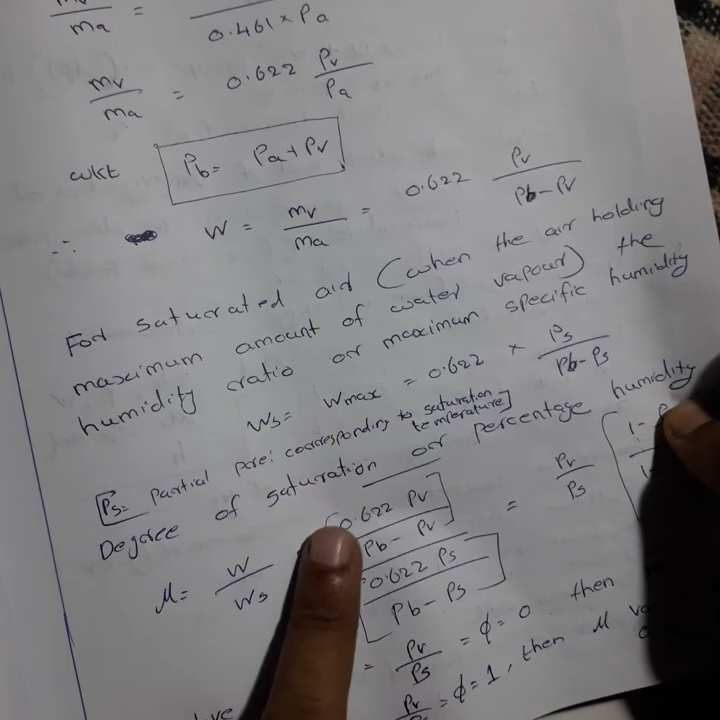 ma = 0.461 × Pa
mv/ma = 0.622 Pv/Pa
wkt Pb = Pa + Pv
∴ W = mv/ma = 0.622 Pv/Pb-Pv
For saturated air (when the air holding
maximum amount of water vapour) the
humidity ratio or maximum specific humidity
Ws = Wmax = 0.622 × Ps/Pb-Ps
[Ps = Partial pre: corresponding to saturation
temperature]
Degree of saturation or percentage humidity
μ = W/Ws [0.622 Pv/Pb-Pv]/[0.622 Ps/Pb-Ps] = Pv/Ps [1-
= Pv/Ps = φ = 0 then
Pv = φ = 1, then μ